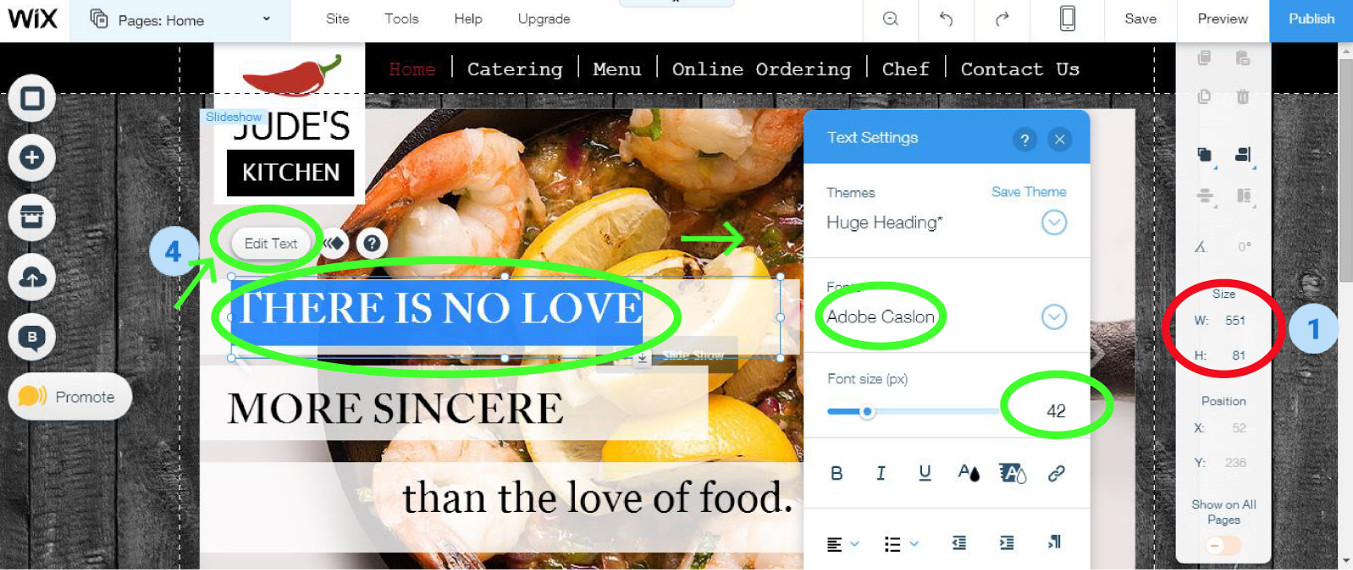 WiX Pages: Home Site Tools Help Upgrade Save Preview Publish
Home Catering Menu Online Ordering Chef Contact Us
Slideshow
JUDE'S
KITCHEN
Text Settings ?
Themes Save Theme
Huge Heading*
4
Edit Text ?
0°
THERE IS NO LOVE
Slide Show
MORE SINCERE
than the love of food.
Fonts
Adobe Caslon
Font size (px)
42
B I U A A
Size
W: 551
H: 81
1
Position
X: 52
Y: 236
Show on All
Pages
B
Promote